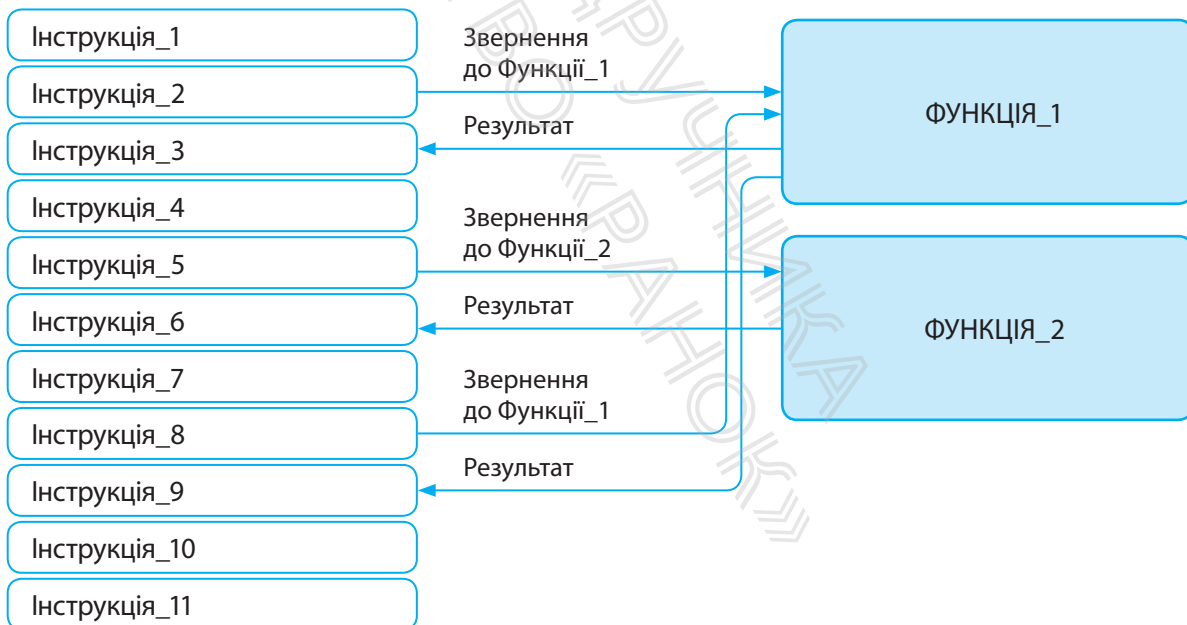 Інструкція_1
Інструкція_2
Інструкція_3
Інструкція_4
Інструкція_5
Інструкція_6
Інструкція_7
Інструкція_8
Інструкція_9
Інструкція_10
Інструкція_11
Звернення
до Функції_1
Результат
Звернення
до Функції_2
Результат
Звернення
до Функції_1
Результат
ФУНКЦІЯ_1
ФУНКЦІЯ_2
«РАНОК»